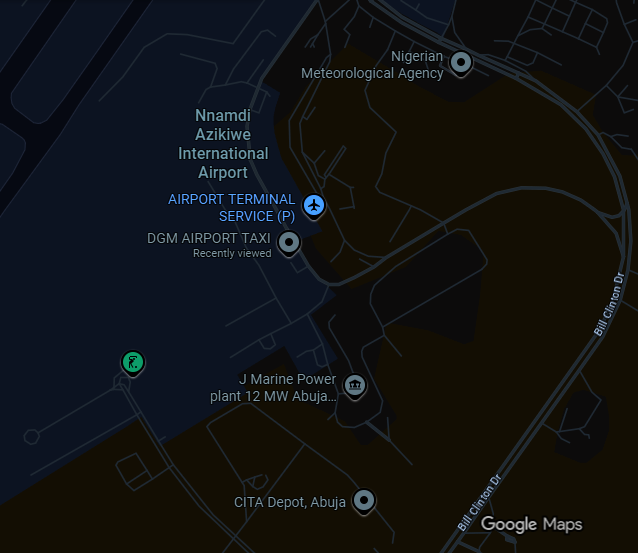 Nigerian
Meteorological Agency
Nnamdi
Azikiwe
International
Airport
AIRPORT TERMINAL
SERVICE (P)
DGM AIRPORT TAXI
Recently viewed
Bill Clinton Dr
J Marine Power
plant 12 MW Abuja...
CITA Depot, Abuja
Bill Clinton Dr
Google Maps